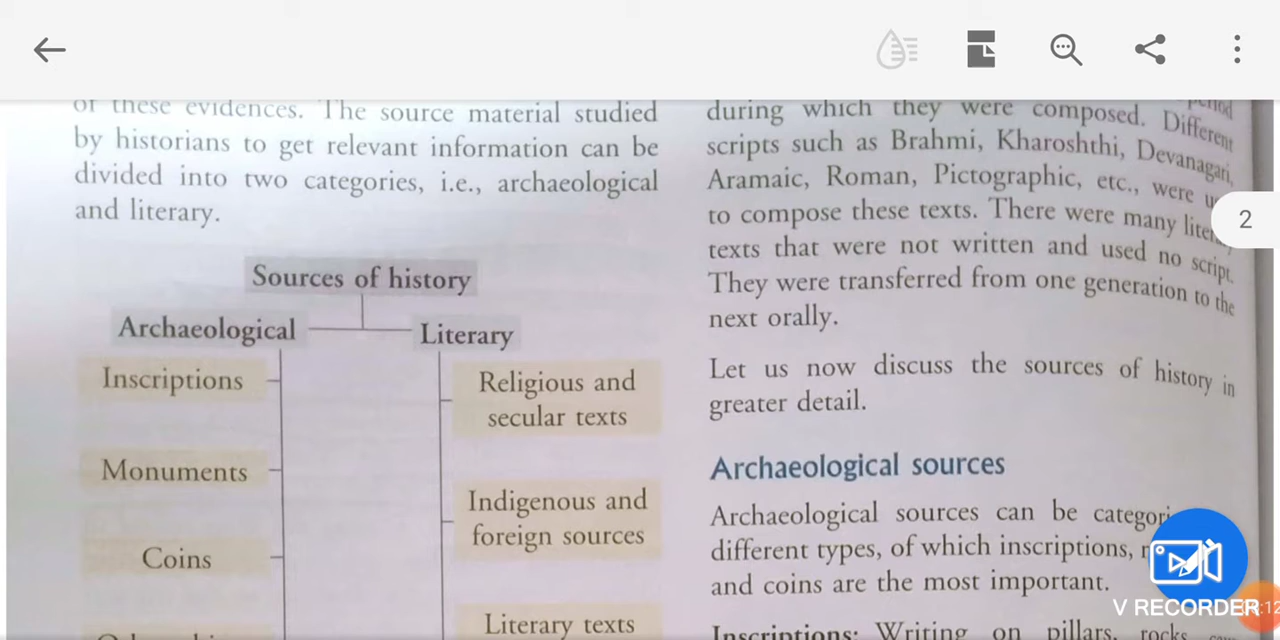 of these evidences. The source material studied
by historians to get relevant information can be
divided into two categories, i.e., archaeological
and literary.
Sources of history
Archaeological
Literary
Inscriptions
Religious and
secular texts
Monuments
Indigenous and
foreign sources
Coins
Literary texts
period
during which they were composed. Different
scripts such as Brahmi, Kharoshthi, Devanagari,
Aramaic, Roman, Pictographic, etc., were
to compose these texts. There were many
texts that were not written and used no script.
They were transferred from one generation to the
next orally.
Let us now discuss the sources of history in
greater detail.
Archaeological sources
Archaeological sources can be
different types, of which inscriptions,
and coins are the most important.
Inscriptions: Writing on pillars, rocks
2
V RECORDER